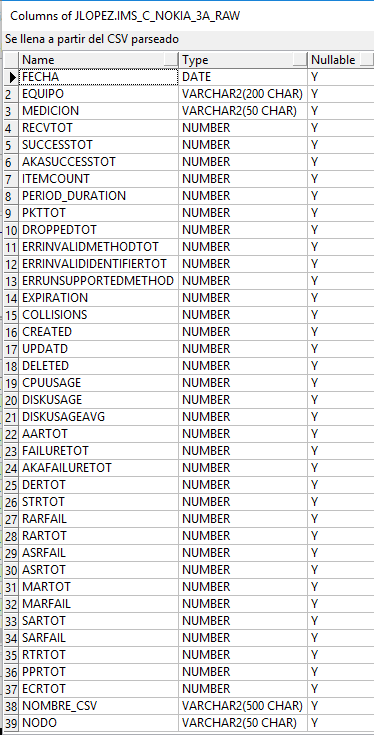 Columns of JLOPEZ.IMS_C_NOKIA_3A_RAW
Se llena a partir del CSV parseado
Name Type Nullable
FECHA DATE Y
2 EQUIPO VARCHAR2(200 CHAR) Y
3 MEDICION VARCHAR2(50 CHAR) Y
4 RECVTOT NUMBER Y
5 SUCCESSTOT NUMBER Y
6 AKASUCCESSTOT NUMBER Y
7 ITEMCOUNT NUMBER Y
8 PERIOD_DURATION NUMBER Y
9 PKTTOT NUMBER Y
10 DROPPEDTOT NUMBER Y
11 ERRINVALIDMETHODTOT NUMBER Y
12 ERRINVALIDIDENTIFIERTOT NUMBER Y
13 ERRUNSUPPORTEDMETHOD NUMBER Y
14 EXPIRATION NUMBER Y
15 COLLISIONS NUMBER Y
16 CREATED NUMBER Y
17 UPDATD NUMBER Y
18 DELETED NUMBER Y
19 CPUUSAGE NUMBER Y
20 DISKUSAGE NUMBER Y
21 DISKUSAGEAVG NUMBER Y
22 AARTOT NUMBER Y
23 FAILURETOT NUMBER Y
24 AKAFAILURETOT NUMBER Y
25 DERTOT NUMBER Y
26 STRTOT NUMBER Y
27 RARFAIL NUMBER Y
28 RARTOT NUMBER Y
29 ASRFAIL NUMBER Y
30 ASRTOT NUMBER Y
31 MARTOT NUMBER Y
32 MARFAIL NUMBER Y
33 SARTOT NUMBER Y
34 SARFAIL NUMBER Y
35 RTRTOT NUMBER Y
36 PPRTOT NUMBER Y
37 ECRTOT NUMBER Y
38 NOMBRE_CSV VARCHAR2(500 CHAR) Y
39 NODO VARCHAR2(50 CHAR) Y